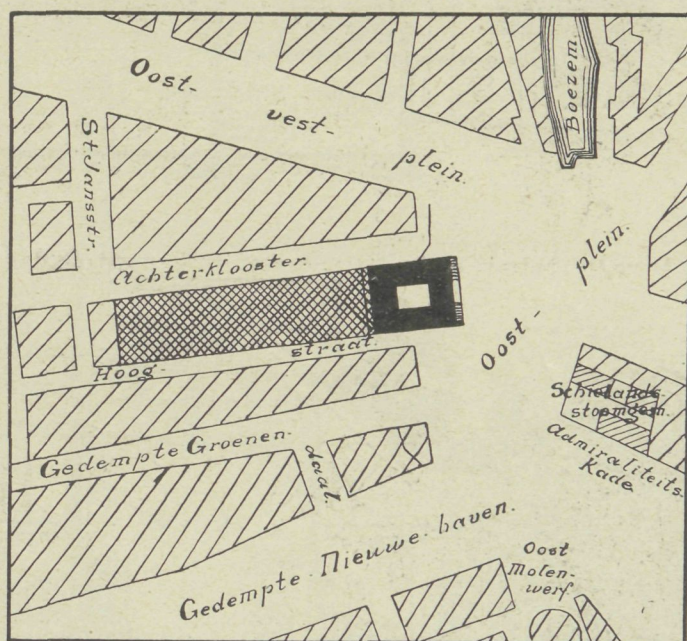 Oost-
vest-
plein.
Boezem.
St Jansstr.
plein.
Achterklooster.
Oost-
straat.
Hoog-
Schielands-
stoomgem.
Admiraliteits-
Kade
Gedempte Groenen-
daal.
Gedempte Nieuwe haven.
Oost
Molen-
werf.